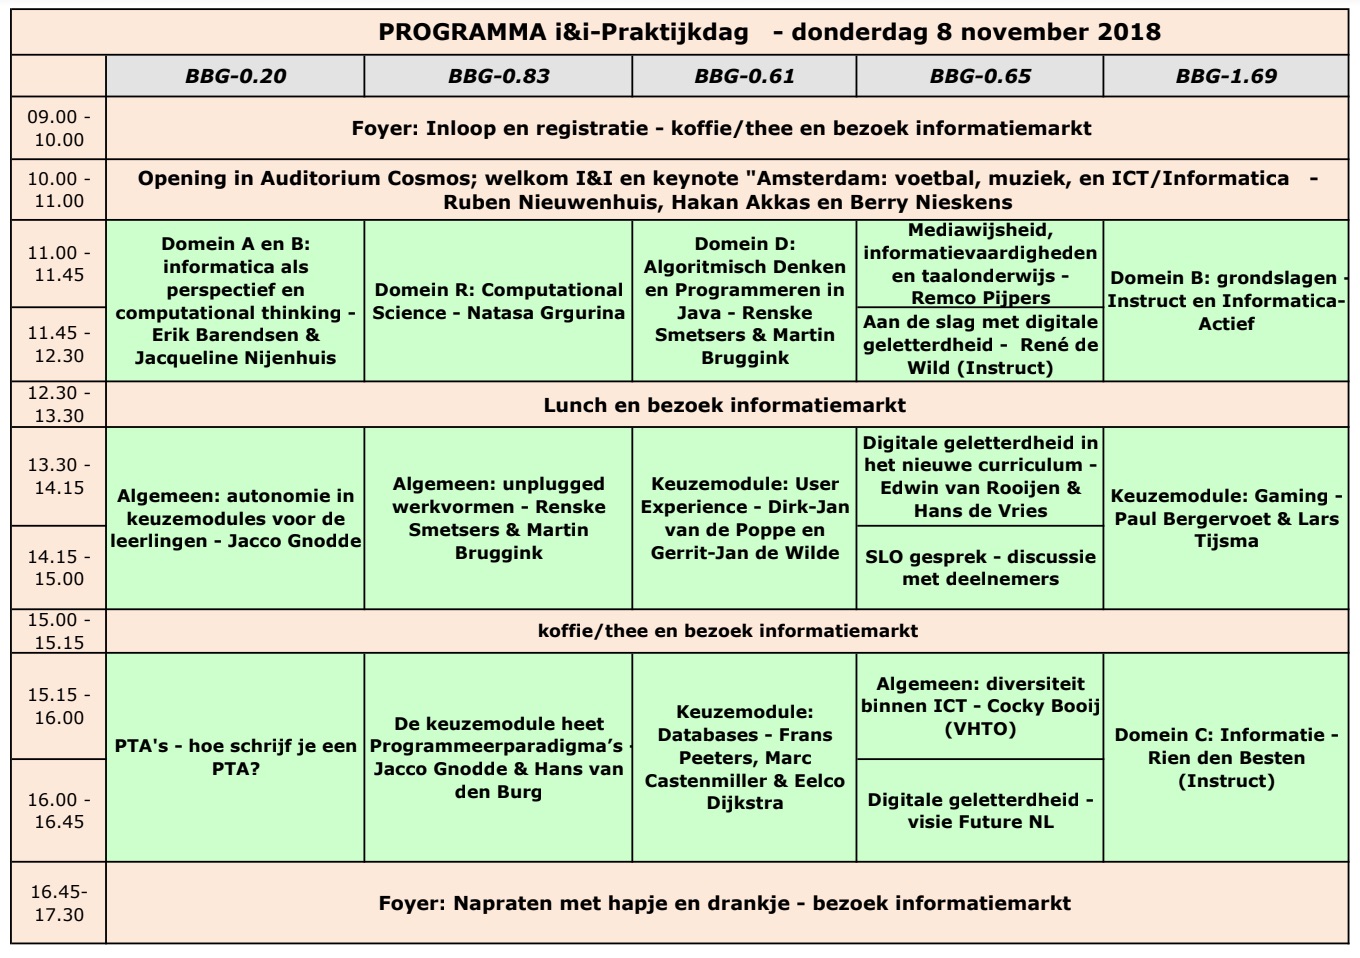 PROGRAMMA i&i-Praktijkdag - donderdag 8 november 2018
BBG-0.20
BBG-0.83
BBG-0.61
BBG-0.65
BBG-1.69
09.00 -
10.00
Foyer: Inloop en registratie - koffie/thee en bezoek informatiemarkt
10.00 -
11.00
Opening in Auditorium Cosmos; welkom I&I en keynote "Amsterdam: voetbal, muziek, en ICT/Informatica -
Ruben Nieuwenhuis, Hakan Akkas en Berry Nieskens
11.00 -
11.45
11.45 -
12.30
Domein A en B:
informatica als
perspectief en
computational thinking -
Erik Barendsen &
Jacqueline Nijenhuis
Domein R: Computational
Science - Natasa Grgurina
Domein D:
Algoritmisch Denken
en Programmeren in
Java - Renske
Smetsers & Martin
Bruggink
Mediawijsheid,
informatievaardigheden
en taalonderwijs -
Remco Pijpers
Aan de slag met digitale
geletterdheid - René de
Wild (Instruct)
Domein B: grondslagen -
Instruct en Informatica-
Actief
12.30 -
13.30
Lunch en bezoek informatiemarkt
13.30 -
14.15
14.15 -
15.00
Algemeen: autonomie in
keuzemodules voor de
leerlingen - Jacco Gnodde
Algemeen: unplugged
werkvormen - Renske
Smetsers & Martin
Bruggink
Keuzemodule: User
Experience - Dirk-Jan
van de Poppe en
Gerrit-Jan de Wilde
Digitale geletterdheid in
het nieuwe curriculum -
Edwin van Rooijen &
Hans de Vries
SLO gesprek - discussie
met deelnemers
Keuzemodule: Gaming -
Paul Bergervoet & Lars
Tijsma
15.00 -
15.15
koffie/thee en bezoek informatiemarkt
15.15 -
16.00
16.00 -
16.45
PTA's - hoe schrijf je een
PTA?
De keuzemodule heet
Programmeerparadigma’s -
Jacco Gnodde & Hans van
den Burg
Keuzemodule:
Databases - Frans
Peeters, Marc
Castenmiller & Eelco
Dijkstra
Algemeen: diversiteit
binnen ICT - Cocky Booij
(VHTO)
Digitale geletterdheid -
visie Future NL
Domein C: Informatie -
Rien den Besten
(Instruct)
16.45-
17.30
Foyer: Napraten met hapje en drankje - bezoek informatiemarkt